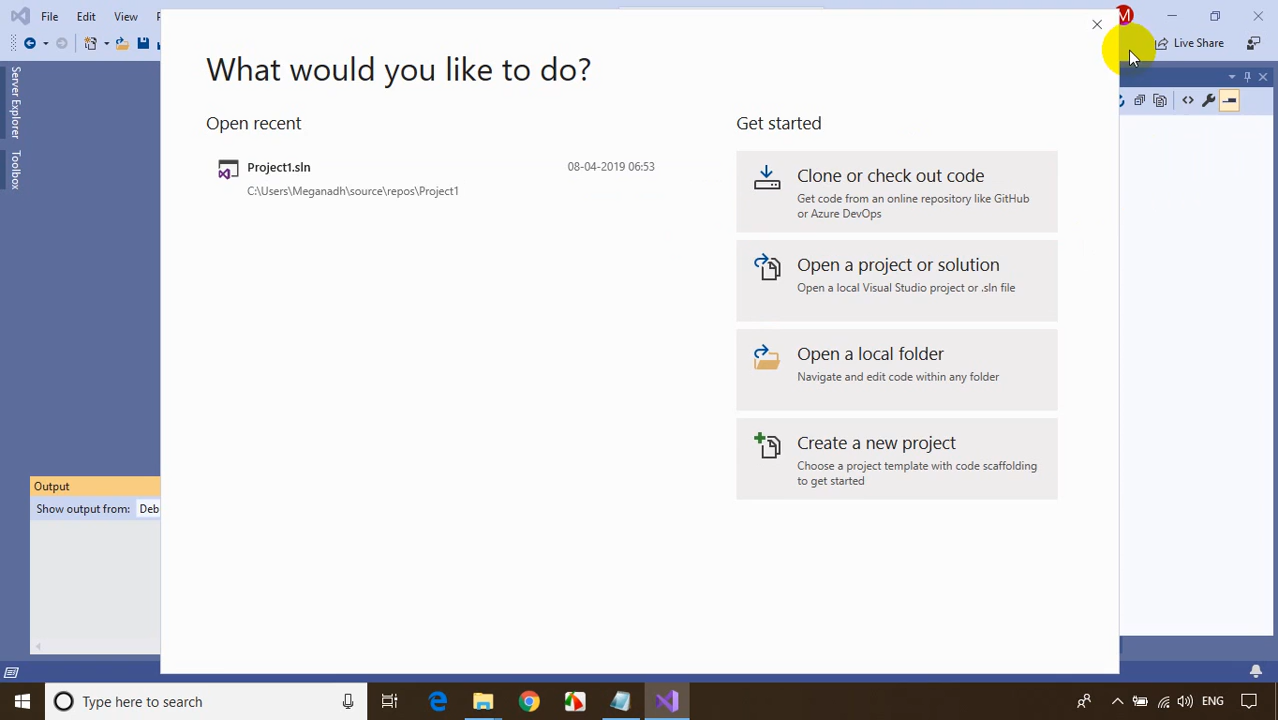 File Edit View
M
Live Share
What would you like to do?
Open recent
Get started
Project1.sln
08-04-2019 06:53
C:\Users\Meganadh\source\repos\Project1
Clone or check out code
Get code from an online repository like GitHub
or Azure DevOps
Open a project or solution
Open a local Visual Studio project or .sln file
Open a local folder
Navigate and edit code within any folder
Create a new project
Choose a project template with code scaffolding
to get started
Server Explorer
Toolbox
Output
Show output from: Deb
Type here to search
ENG